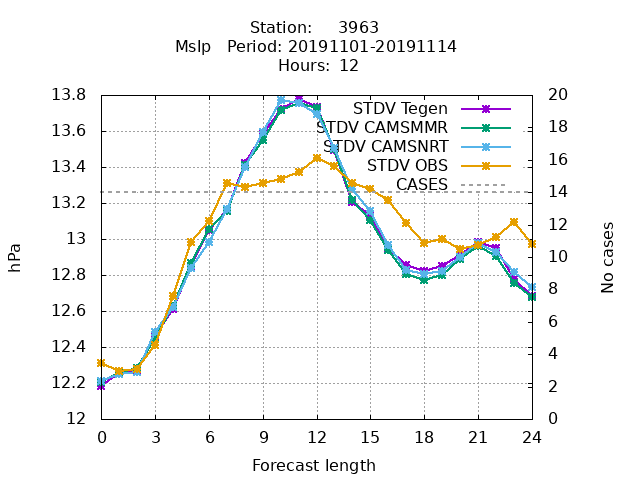 Station: 3963
Mslp Period: 20191101-20191114
Hours: 12
STDV Tegen
STDV CAMSMMR
STDV CAMSNRT
STDV OBS
CASES
13.8
13.6
13.4
13.2
13
12.8
12.6
12.4
12.2
12
hPa
20
18
16
14
12
10
8
6
4
2
0
No cases
0 3 6 9 12 15 18 21 24
Forecast length